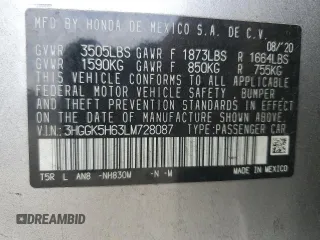 MFD BY HONDA DE MEXICO S.A. DE C.V.
08/'20
GVWR 3505LBS GAWR F 1873LBS R 1664LBS
GVWR 1590KG GAWR F 850KG R 755KG
THIS VEHICLE CONFORMS TO ALL APPLICABLE
FEDERAL MOTOR VEHICLE SAFETY, BUMPER
AND THEFT PREVENTION STANDARDS IN EFFECT ON THE
DATE OF MANUFACTURE SHOWN ABOVE.
VIN: 3HGGK5H63LM728087 TYPE: PASSENGER CAR
T5R L ANB -NH830M -N -M
MADE IN MEXICO
© AUTOBIDMASTER
DREAMBID